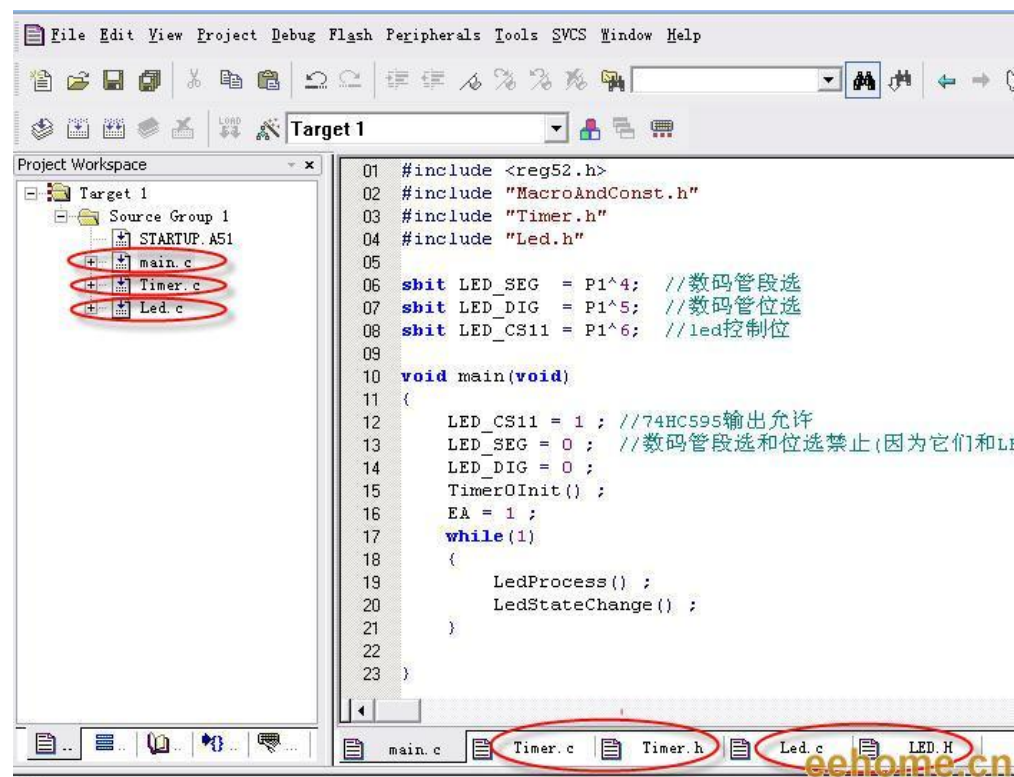 File Edit View Project Debug Flash Peripherals Tools SVCS Window Help
LOAD
Target 1
Project Workspace
Target 1
Source Group 1
STARTUP.A51
main.c
Timer.c
Led.c
01 #include <reg52.h>
02 #include "MacroAndConst.h"
03 #include "Timer.h"
04 #include "Led.h"
05
06 sbit LED_SEG = P1^4; //数码管段选
07 sbit LED_DIG = P1^5; //数码管位选
08 sbit LED_CS11 = P1^6; //led控制位
09
10 void main(void)
11 {
12 LED_CS11 = 1 ; //74HC595输出允许
13 LED_SEG = 0 ; //数码管段选和位选禁止(因为它们和LE
14 LED_DIG = 0 ;
15 Timer0Init() ;
16 EA = 1 ;
17 while(1)
18 {
19 LedProcess() ;
20 LedStateChange() ;
21 }
22
23 }
main.c Timer.c Timer.h Led.c LED.H
eehome.cn